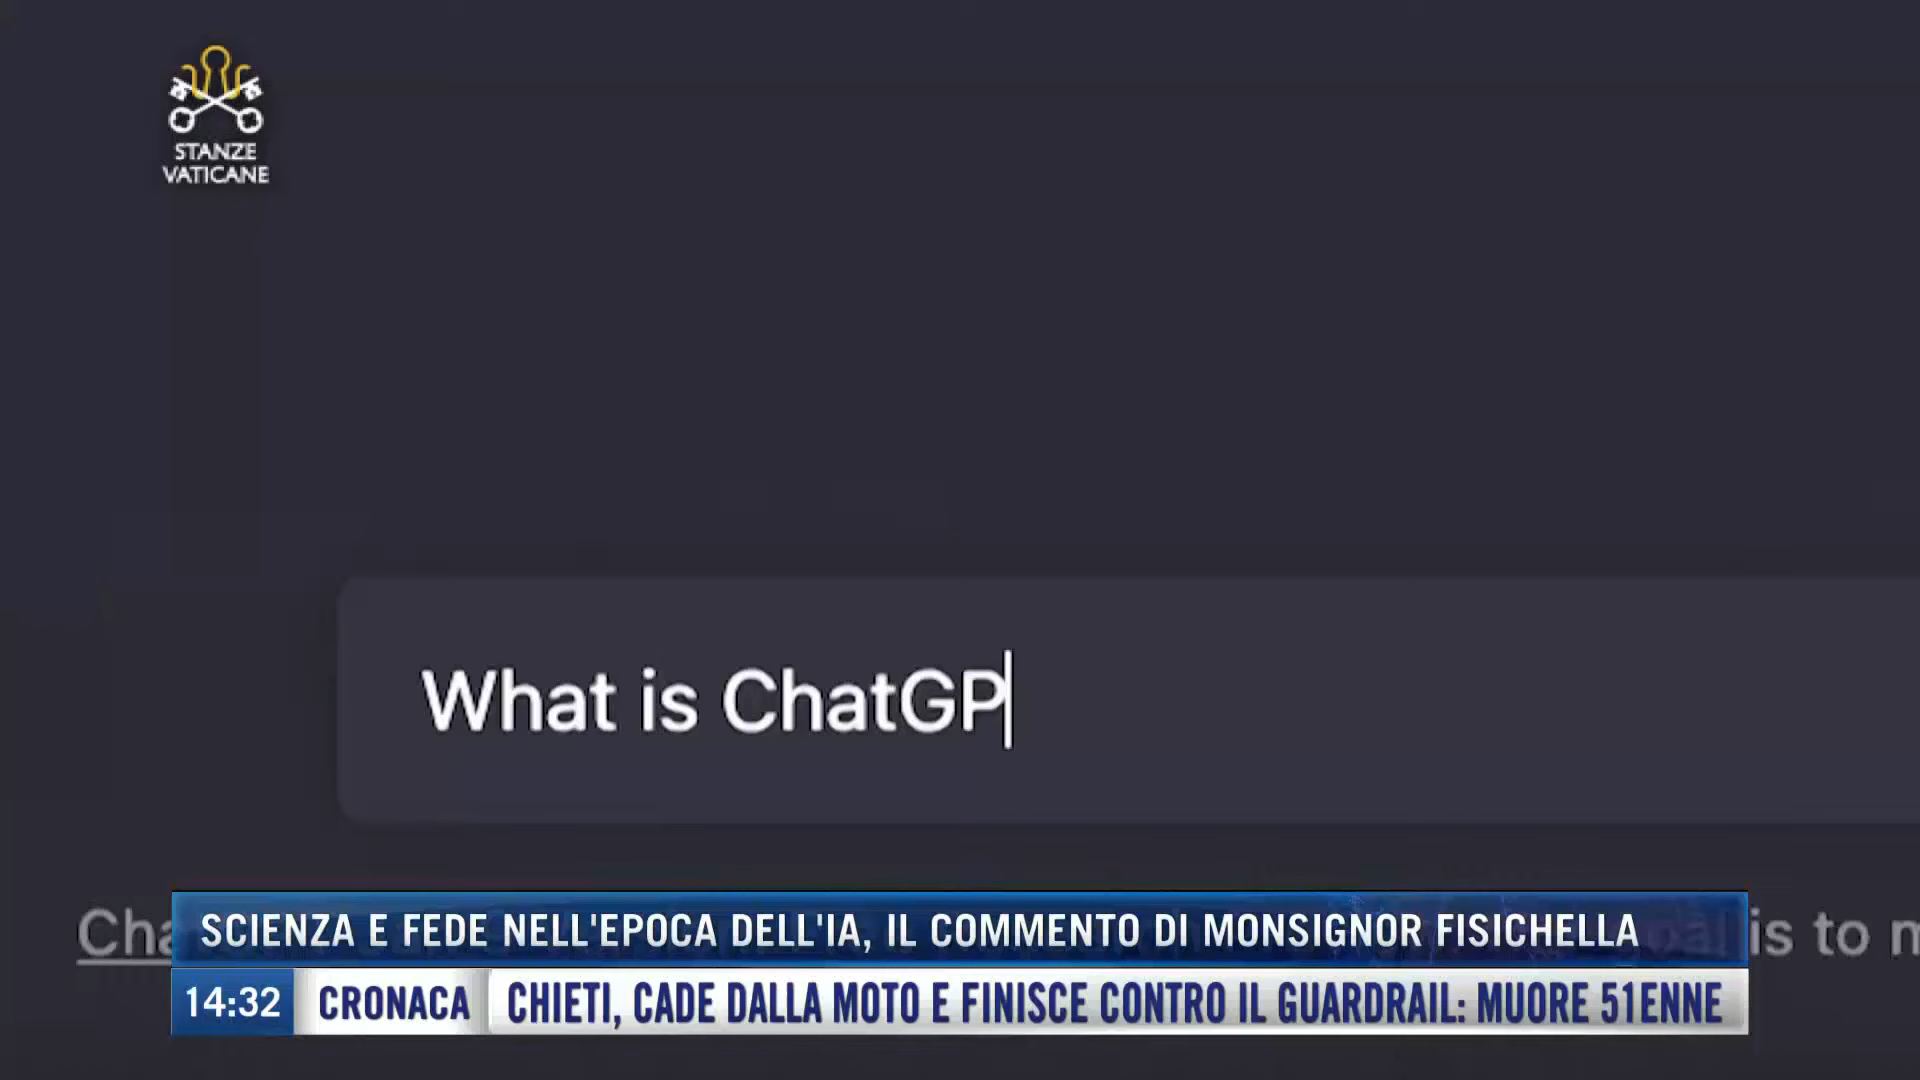 STANZE
VATICANE
What is ChatGP
Cha
is to m
SCIENZA E FEDE NELL'EPOCA DELL'IA, IL COMMENTO DI MONSIGNOR FISICHELLA
14:32 CRONACA CHIETI, CADE DALLA MOTO E FINISCE CONTRO IL GUARDRAIL: MUORE 51ENNE